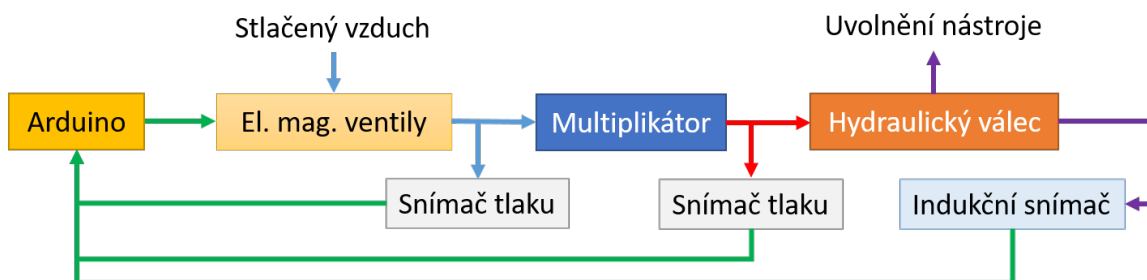 Stlačený vzduch
Uvolnění nástroje
Arduino
El. mag. ventily
Multiplikátor
Hydraulický válec
Snímač tlaku
Snímač tlaku
Indukční snímač